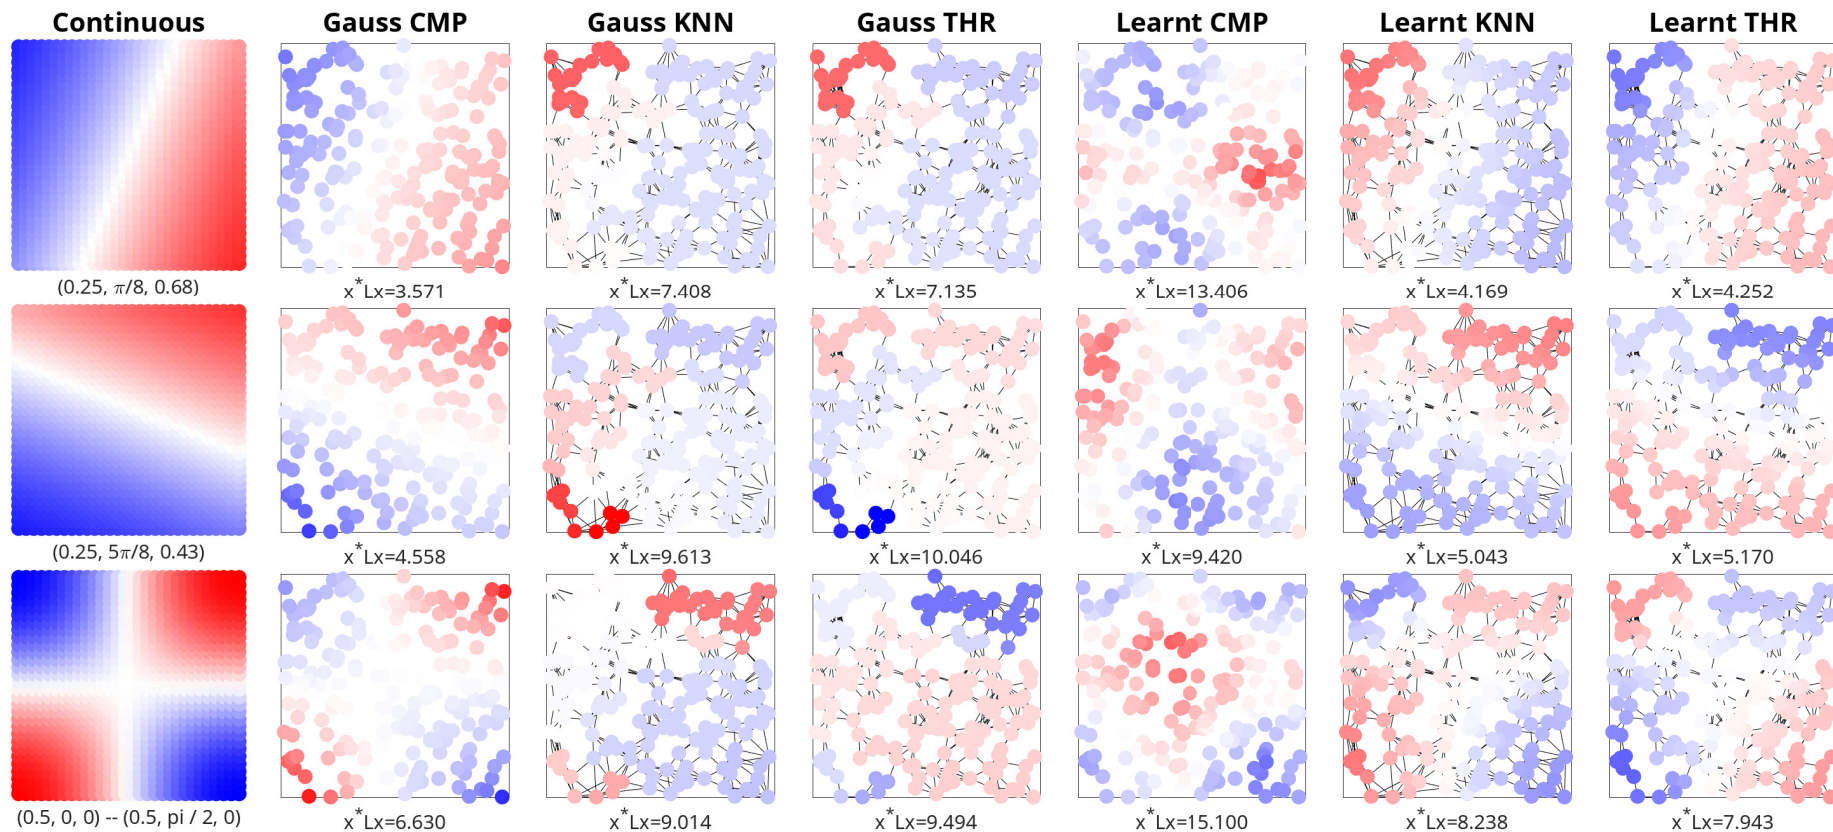 Continuous Gauss CMP Gauss KNN Gauss THR Learnt CMP Learnt KNN Learnt THR
(0.25, π/8, 0.68) x*Lx=3.571 x*Lx=7.408 x*Lx=7.135 x*Lx=13.406 x*Lx=4.169 x*Lx=4.252
(0.25, 5π/8, 0.43) x*Lx=4.558 x*Lx=9.613 x*Lx=10.046 x*Lx=9.420 x*Lx=5.043 x*Lx=5.170
(0.5, 0, 0) -- (0.5, pi / 2, 0) x*Lx=6.630 x*Lx=9.014 x*Lx=9.494 x*Lx=15.100 x*Lx=8.238 x*Lx=7.943